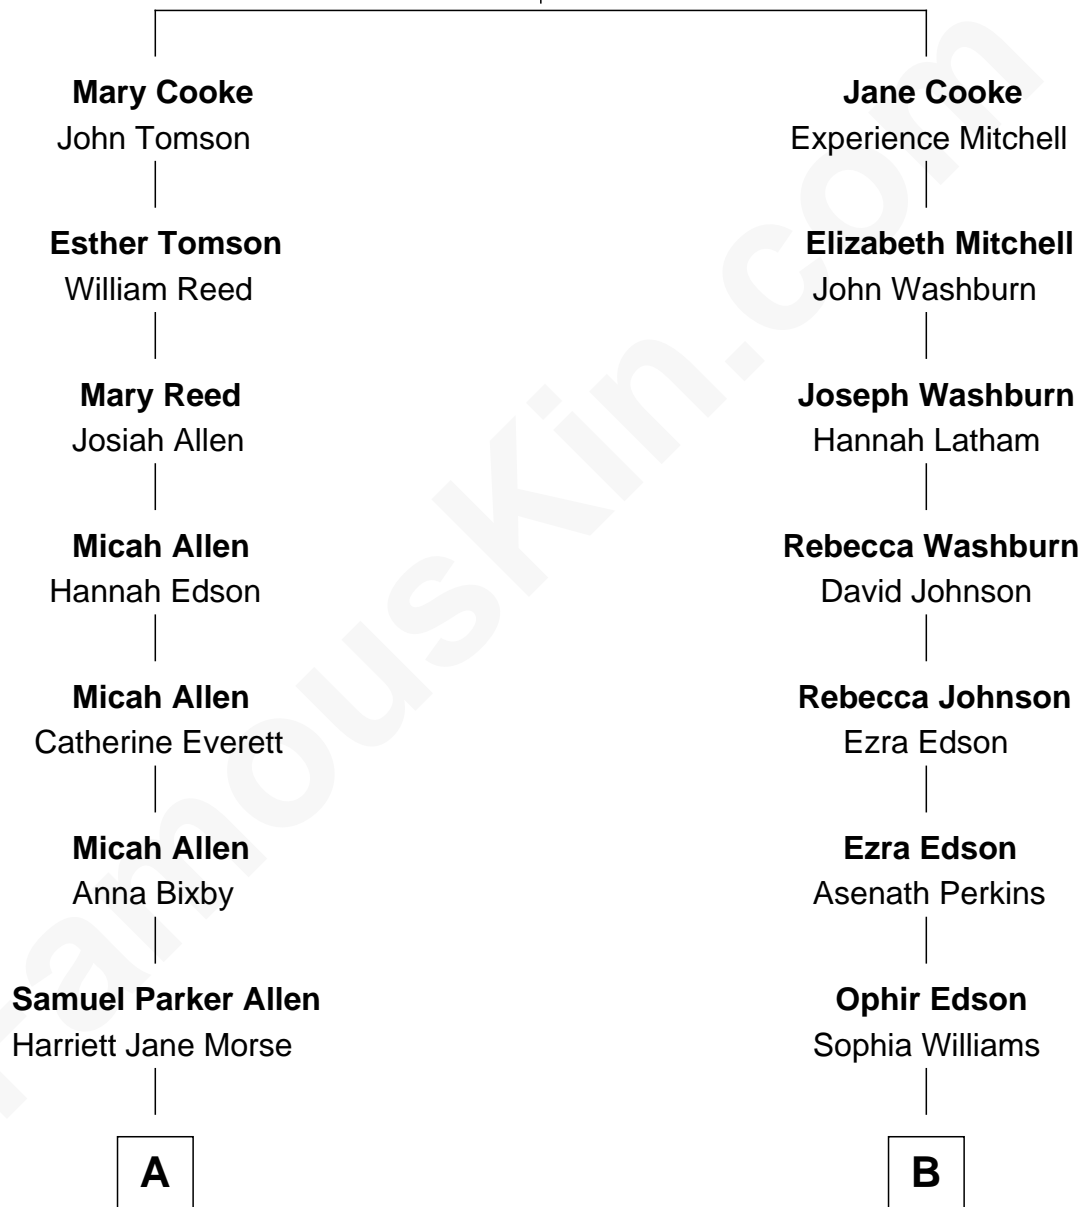 Mary Cooke
John Tomson
Jane Cooke
Experience Mitchell
Esther Tomson
William Reed
Elizabeth Mitchell
John Washburn
Mary Reed
Josiah Allen
Joseph Washburn
Hannah Latham
Micah Allen
Hannah Edson
Rebecca Washburn
David Johnson
Micah Allen
Catherine Everett
Rebecca Johnson
Ezra Edson
Micah Allen
Anna Bixby
Ezra Edson
Asenath Perkins
Samuel Parker Allen
Harriett Jane Morse
Ophir Edson
Sophia Williams
A
B
FamousKin.com